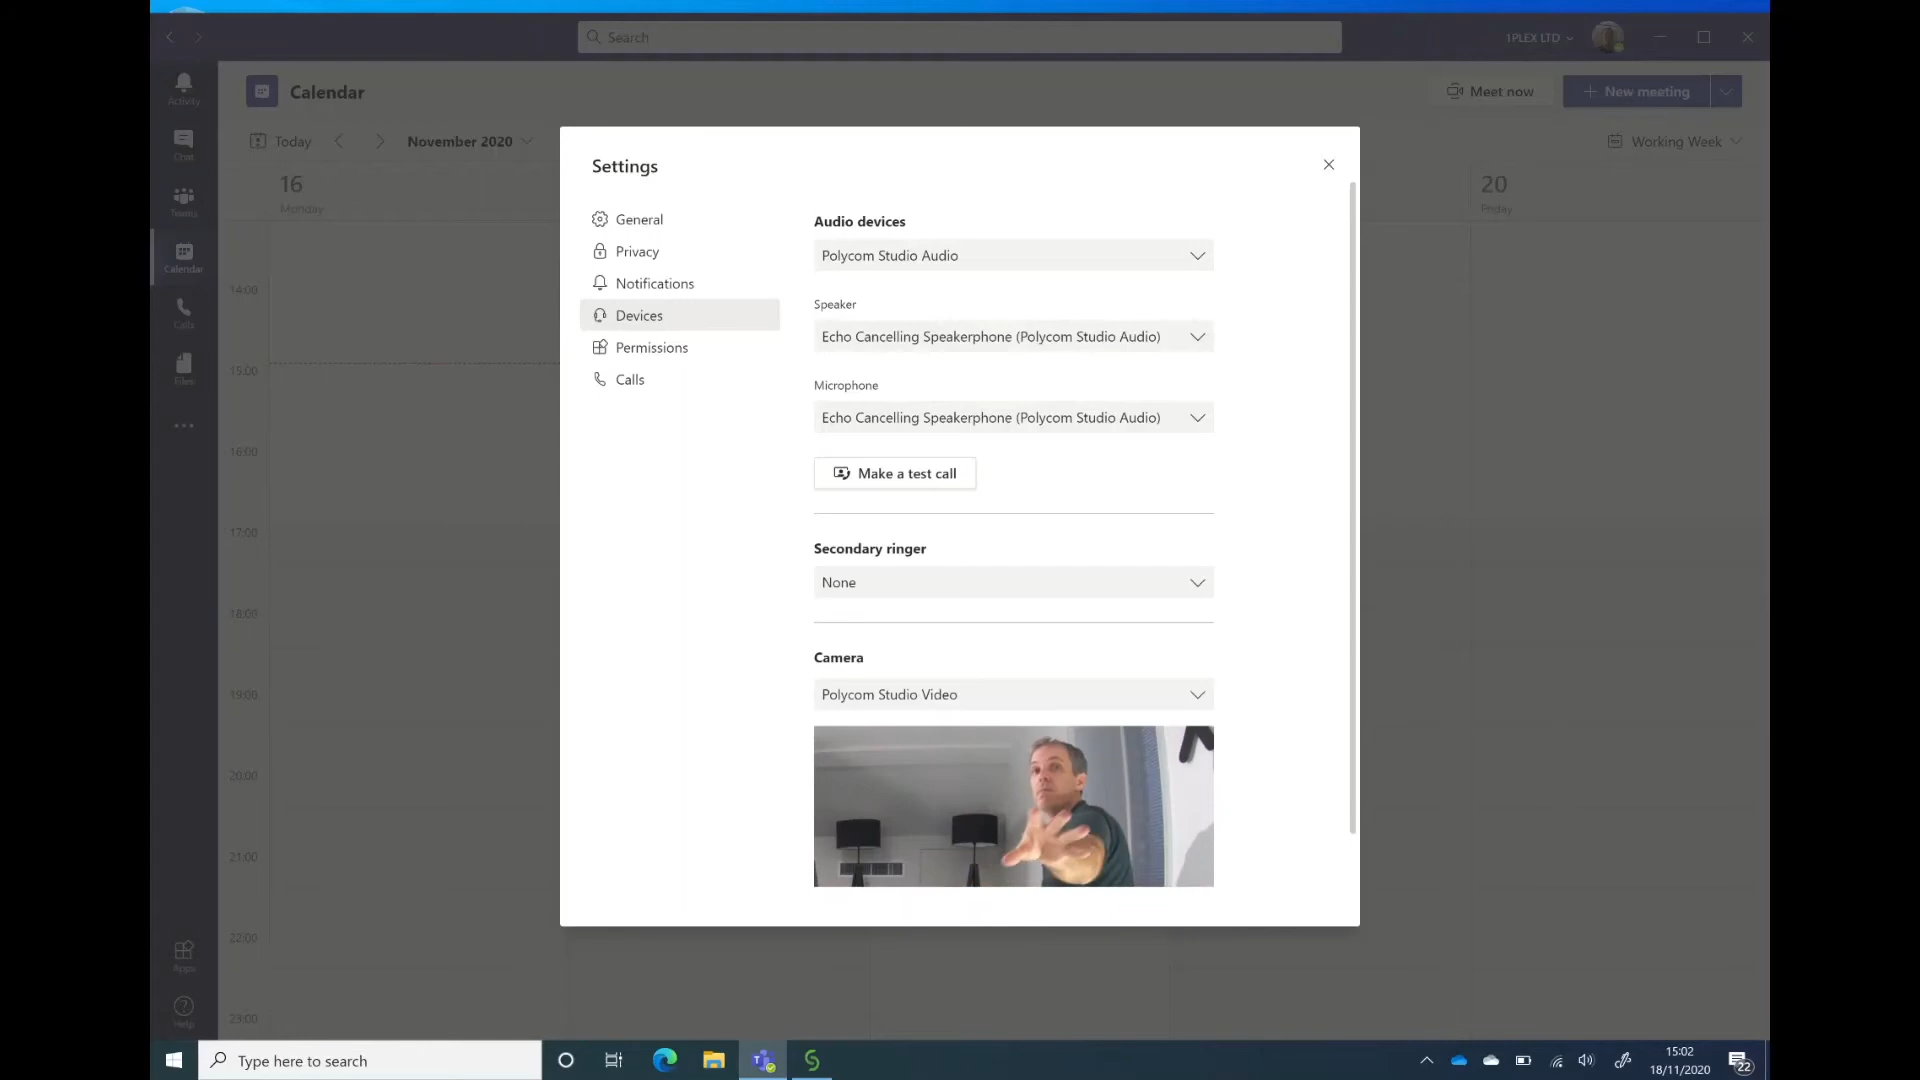 Search
1PLEX LTD
Activity
Calendar
Meet now
New meeting
Chat
Today
November 2020
Working Week
Settings
16
Monday
20
Friday
Teams
General
Privacy
Notifications
Devices
Permissions
Calls
Audio devices
Polycom Studio Audio
Speaker
Echo Cancelling Speakerphone (Polycom Studio Audio)
Microphone
Echo Cancelling Speakerphone (Polycom Studio Audio)
Make a test call
Secondary ringer
None
Camera
Polycom Studio Video
Calendar
Calls
Files
14:00
15:00
16:00
17:00
18:00
19:00
20:00
21:00
22:00
23:00
Apps
Help
Type here to search
15:02
18/11/2020
22